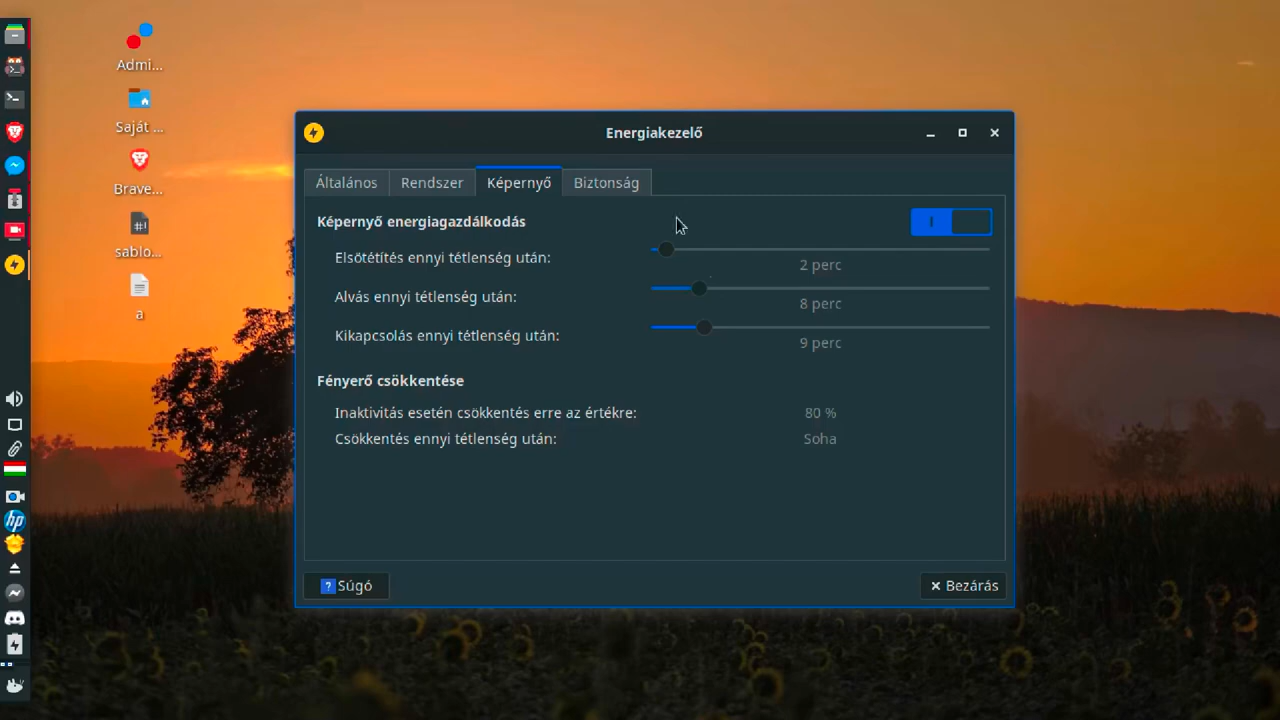 Admi...
Saját ...
Brave...
sablo...
a
Energiakezelő
Általános
Rendszer
Képernyő
Biztonság
Képernyő energiagazdálkodás
Elsötétítés ennyi tétlenség után:
2 perc
Alvás ennyi tétlenség után:
8 perc
Kikapcsolás ennyi tétlenség után:
9 perc
Fényerő csökkentése
Inaktivitás esetén csökkentés erre az értékre:
80 %
Csökkentés ennyi tétlenség után:
Soha
? Súgó
Bezárás
hp